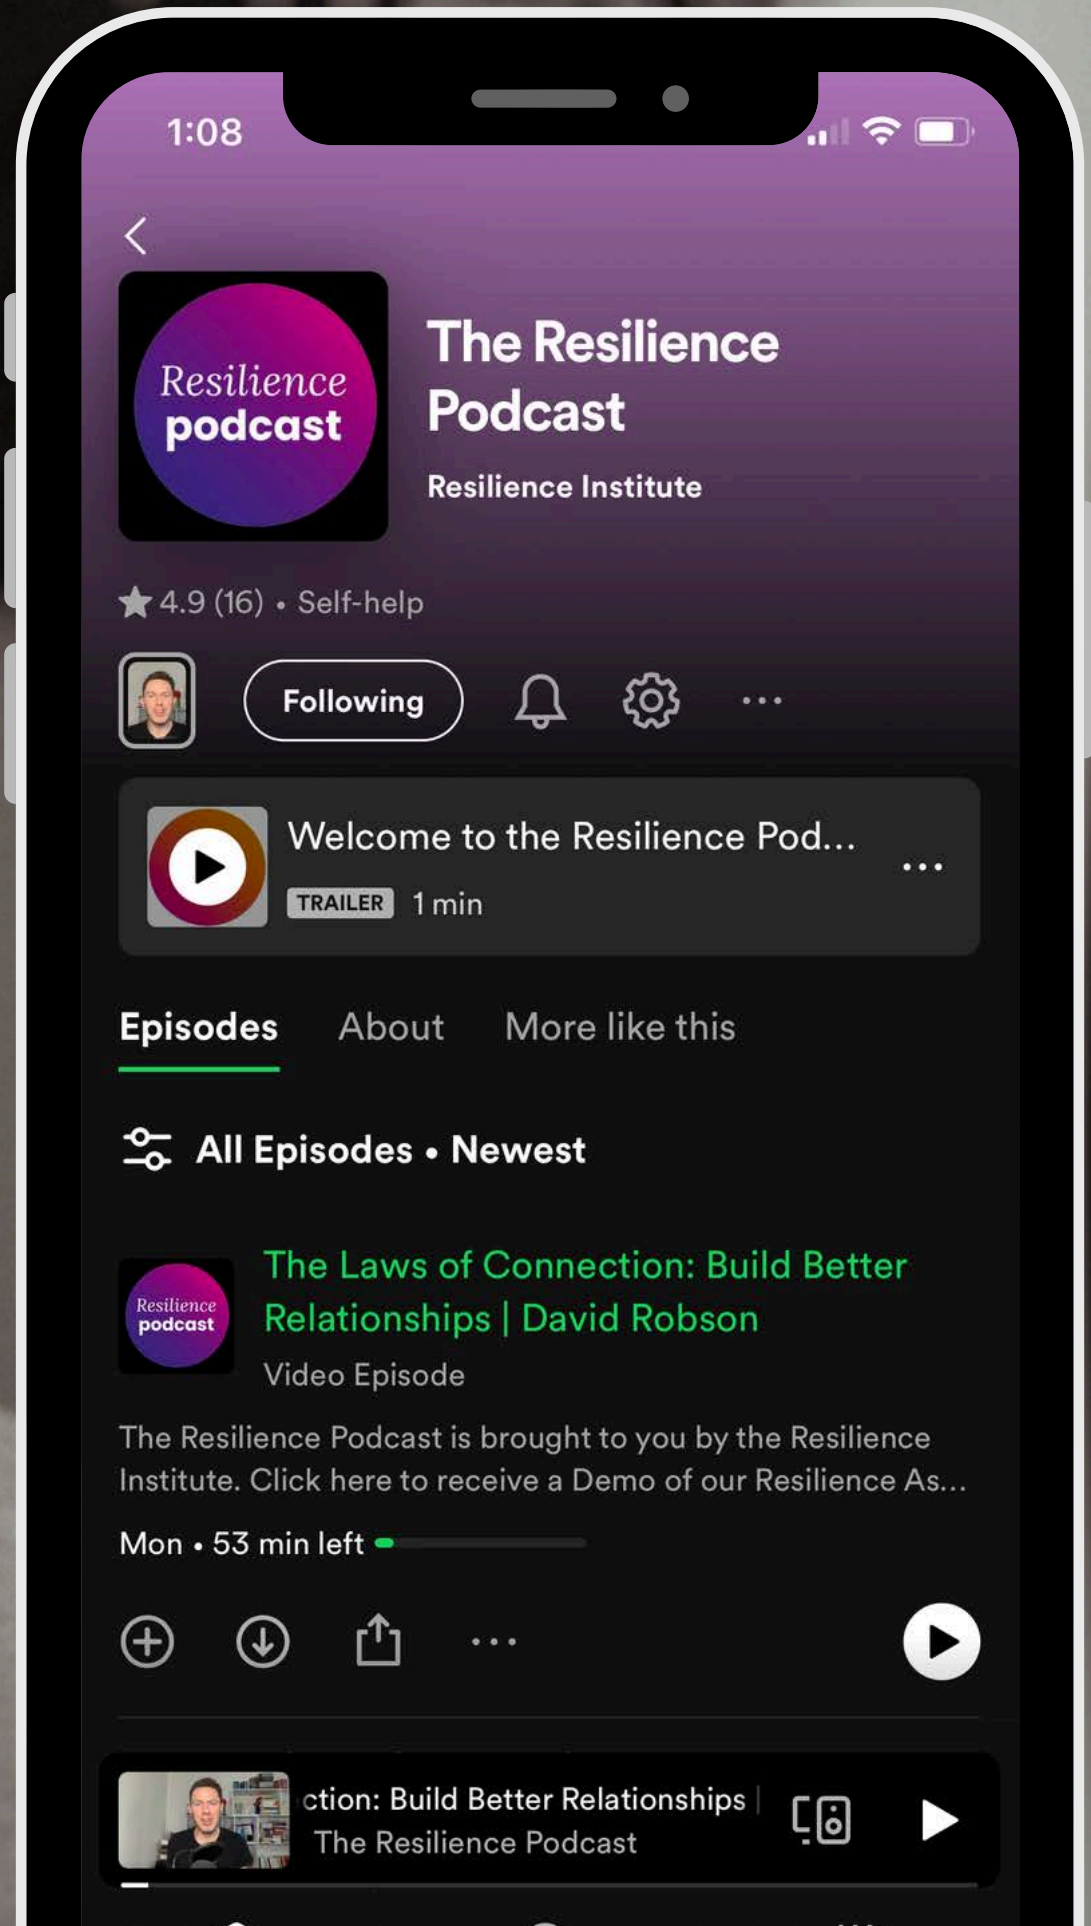 1:08
Resilience
podcast
The Resilience
Podcast
Resilience Institute
4.9 (16) • Self-help
Following
Welcome to the Resilience Pod...
TRAILER 1 min
Episodes About More like this
All Episodes • Newest
Resilience
podcast
The Laws of Connection: Build Better
Relationships | David Robson
Video Episode
The Resilience Podcast is brought to you by the Resilience
Institute. Click here to receive a Demo of our Resilience As...
Mon • 53 min left
ction: Build Better Relationships |
The Resilience Podcast